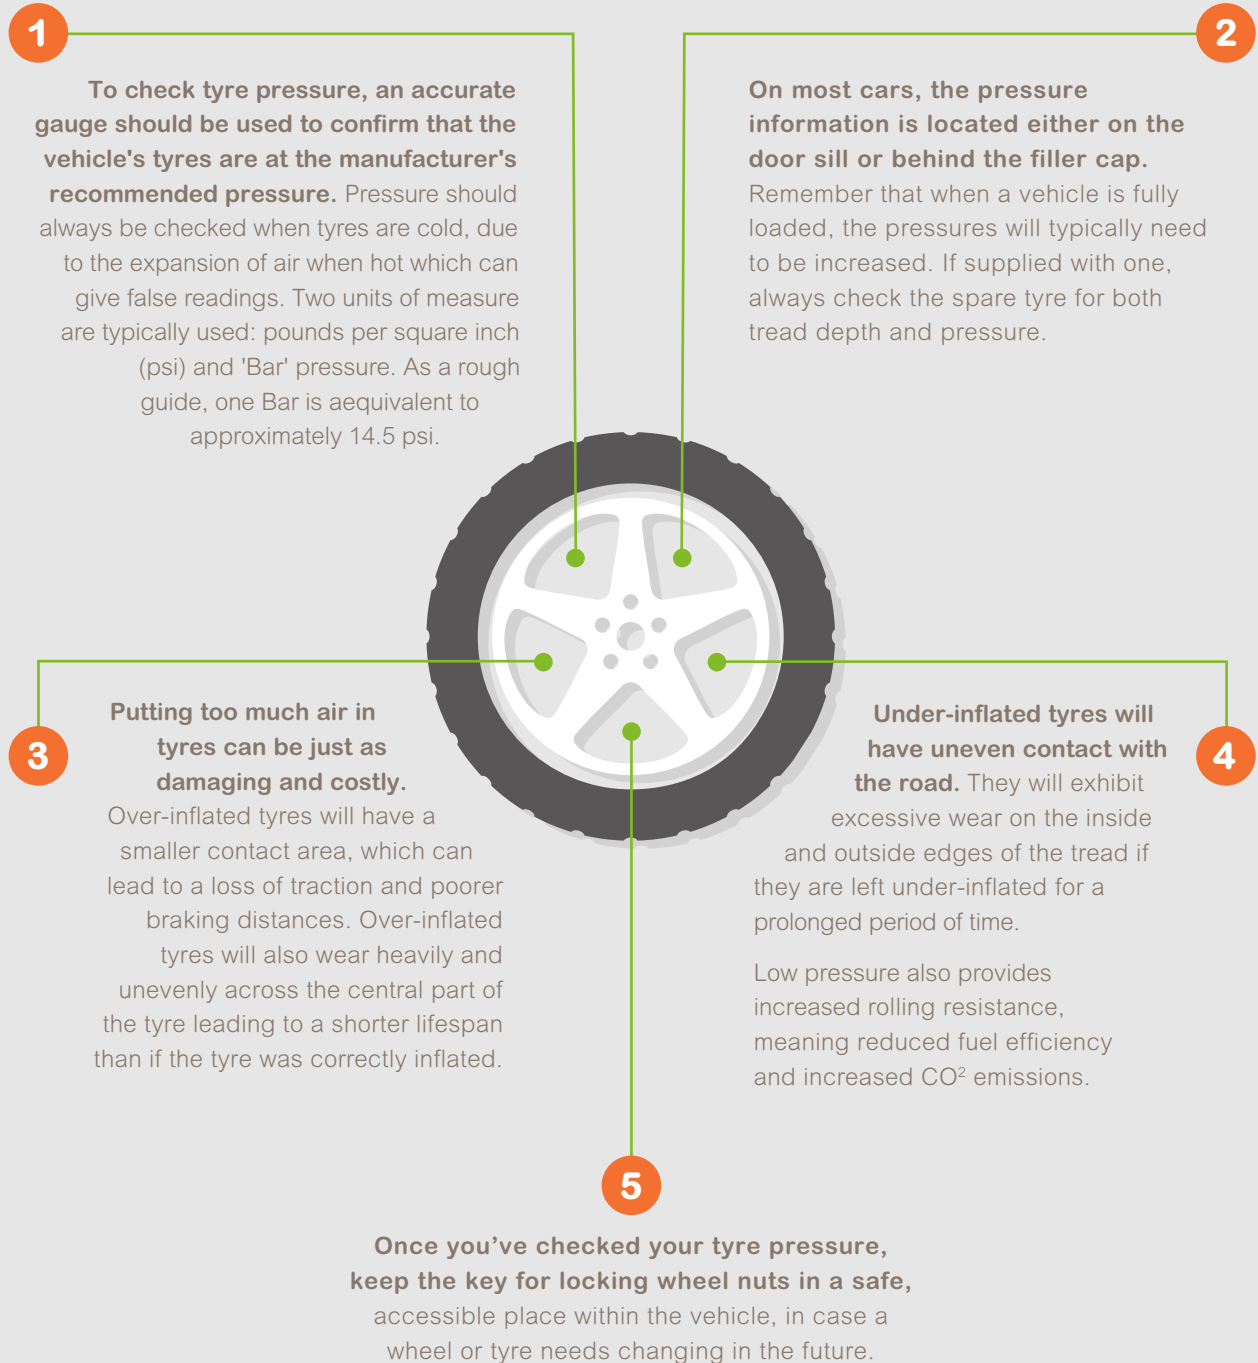 1
To check tyre pressure, an accurate
gauge should be used to confirm that the
vehicle's tyres are at the manufacturer's
recommended pressure. Pressure should
always be checked when tyres are cold, due
to the expansion of air when hot which can
give false readings. Two units of measure
are typically used: pounds per square inch
(psi) and 'Bar' pressure. As a rough
guide, one Bar is aequivalent to
approximately 14.5 psi.
2
On most cars, the pressure
information is located either on the
door sill or behind the filler cap.
Remember that when a vehicle is fully
loaded, the pressures will typically need
to be increased. If supplied with one,
always check the spare tyre for both
tread depth and pressure.
3
Putting too much air in
tyres can be just as
damaging and costly.
Over-inflated tyres will have a
smaller contact area, which can
lead to a loss of traction and poorer
braking distances. Over-inflated
tyres will also wear heavily and
unevenly across the central part of
the tyre leading to a shorter lifespan
than if the tyre was correctly inflated.
4
Under-inflated tyres will
have uneven contact with
the road. They will exhibit
excessive wear on the inside
and outside edges of the tread if
they are left under-inflated for a
prolonged period of time.
Low pressure also provides
increased rolling resistance,
meaning reduced fuel efficiency
and increased CO² emissions.
5
Once you’ve checked your tyre pressure,
keep the key for locking wheel nuts in a safe,
accessible place within the vehicle, in case a
wheel or tyre needs changing in the future.